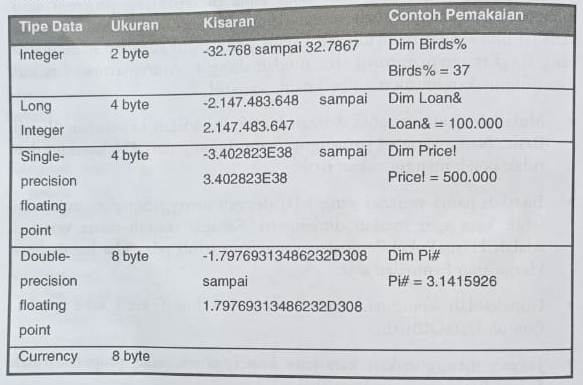 Tipe Data Ukuran Kisaran Contoh Pemakaian
Integer 2 byte -32.768 sampai 32.7867 Dim Birds%
Birds% = 37
Long 4 byte -2.147.483.648 sampai Dim Loan&
Integer 2.147.483.647 Loan& = 100.000
Single- 4 byte -3.402823E38 sampai Dim Price!
precision 3.402823E38 Price! = 500.000
floating
point
Double- 8 byte -1.79769313486232D308 Dim Pi#
precision sampai Pi# = 3.1415926
floating 1.79769313486232D308
point
Currency 8 byte